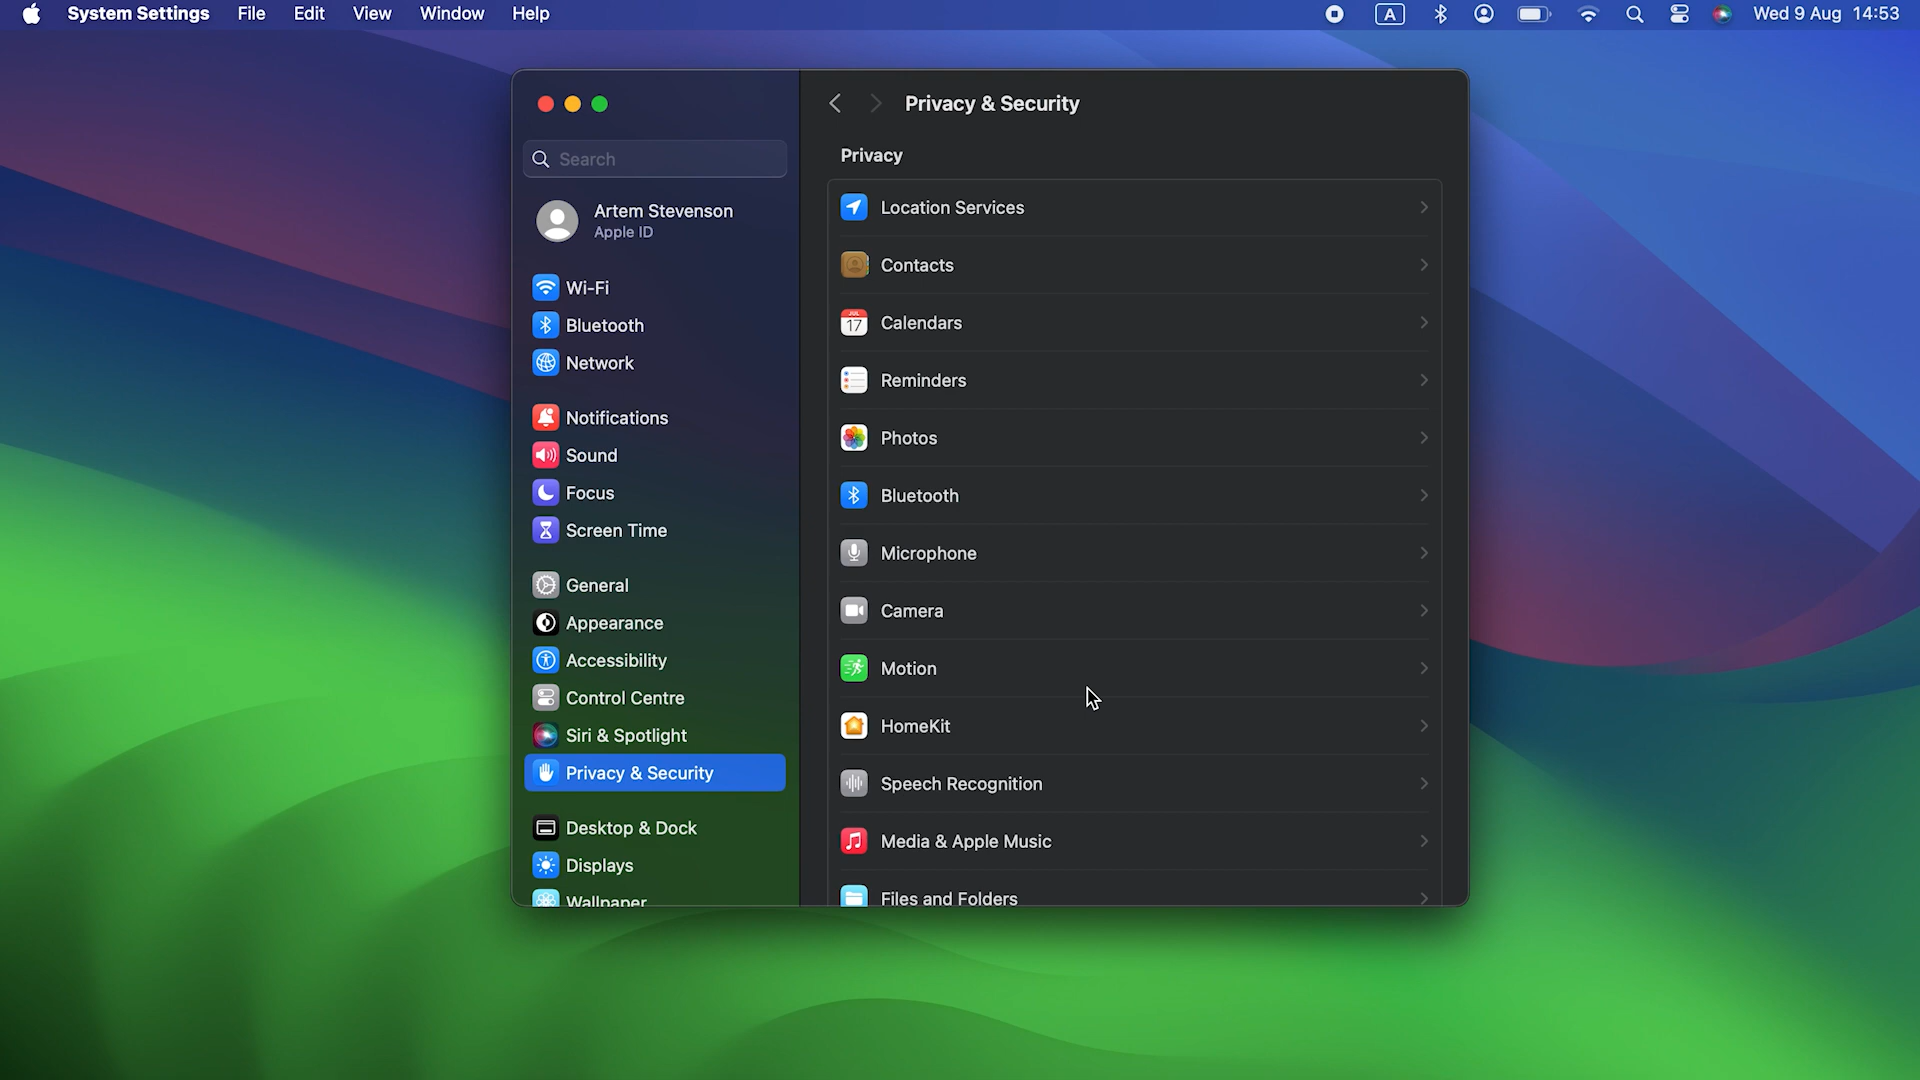 System Settings File Edit View Window Help A Wed 9 Aug 14:53
Privacy & Security
Search
Privacy
Artem Stevenson
Apple ID
Wi-Fi
Bluetooth
Network
Notifications
Sound
Focus
Screen Time
General
Appearance
Accessibility
Control Centre
Siri & Spotlight
Privacy & Security
Desktop & Dock
Displays
Wallpaper
Location Services
Contacts
JUL
17
Calendars
Reminders
Photos
Bluetooth
Microphone
Camera
Motion
HomeKit
Speech Recognition
Media & Apple Music
Files and Folders